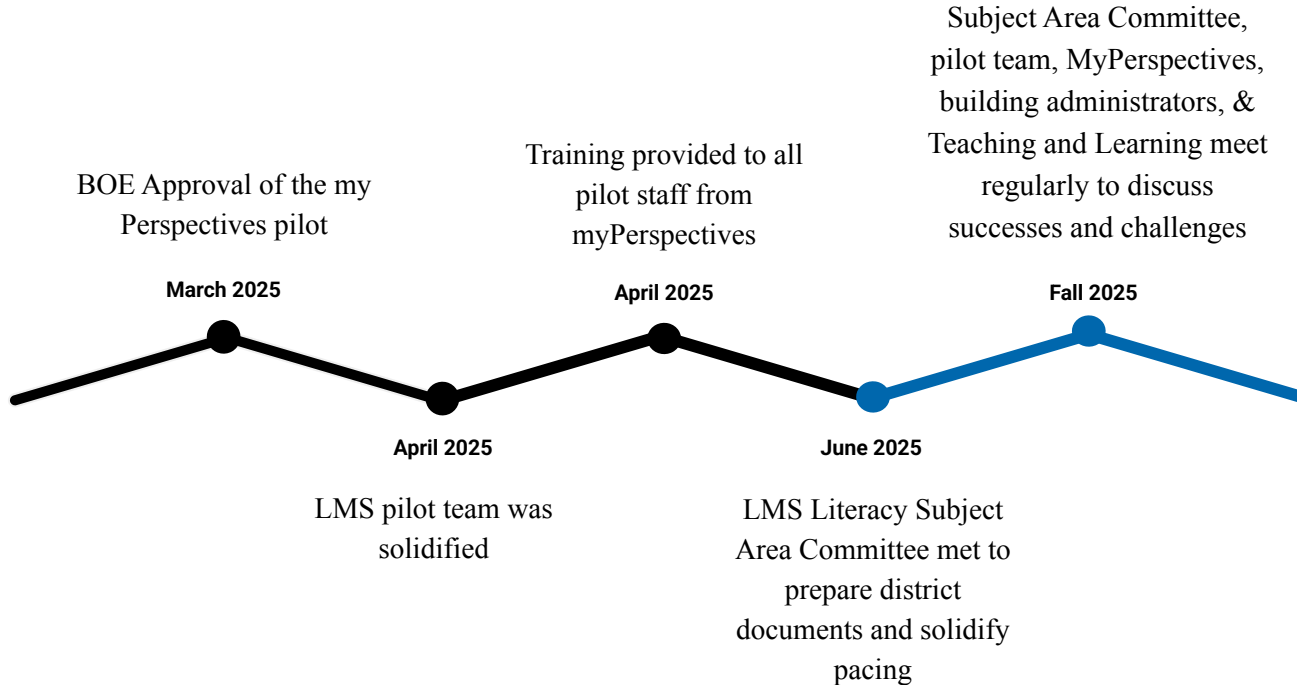 BOE Approval of the my
Perspectives pilot
March 2025
April 2025
LMS pilot team was
solidified
Training provided to all
pilot staff from
myPerspectives
April 2025
June 2025
LMS Literacy Subject
Area Committee met to
prepare district
documents and solidify
pacing
Subject Area Committee,
pilot team, MyPerspectives,
building administrators, &
Teaching and Learning meet
regularly to discuss
successes and challenges
Fall 2025